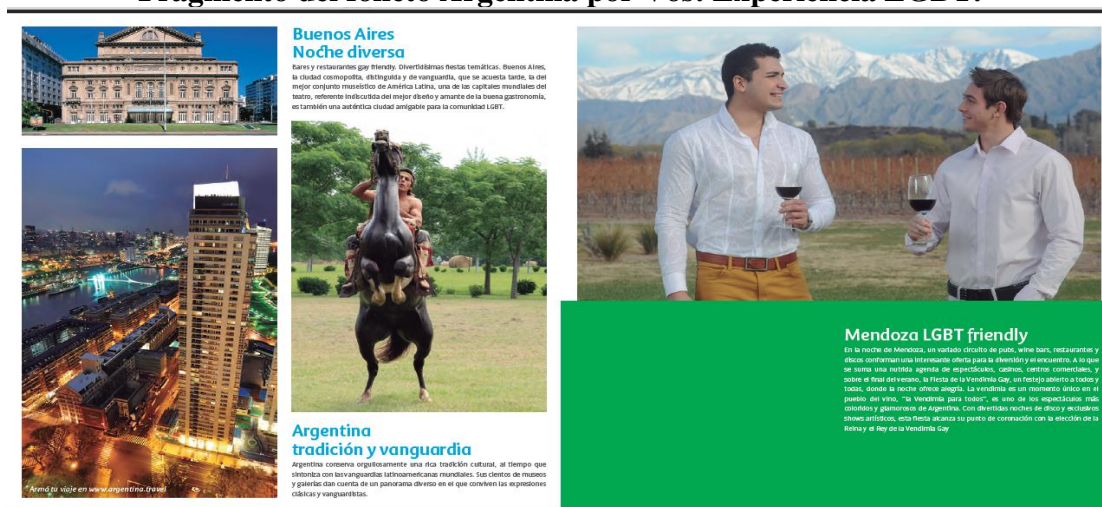 Fragmento del folleto Argentina por Vos. Experiencia LGBT.
Buenos Aires
Noche diversa
Bares y restaurantes gay friendly. Divertidísimas fiestas temáticas. Buenos Aires,
la ciudad cosmopolita, distinguida y de vanguardia, que se acuesta tarde, la del
mejor conjunto museístico de América Latina, una de las capitales mundiales del
teatro, referente indiscutida del mejor diseño y amante de la buena gastronomía,
es también una auténtica ciudad amigable para la comunidad LGBT.
Argentina
tradición y vanguardia
Argentina conserva orgullosamente una rica tradición cultural, al tiempo que
sintoniza con las vanguardias latinoamericanas mundiales. Sus cientos de museos
y galerías dan cuenta de un panorama diverso en el que conviven las expresiones
clásicas y vanguardistas.
Armá tu viaje en www.argentina.travel
Mendoza LGBT friendly
En la noche de Mendoza, un variado circuito de pubs, wine bars, restaurantes y
discos conforman una interesante oferta para la diversión y el encuentro. A lo que
se suma una nutrida agenda de espectáculos, casinos, centros comerciales, y
sobre el final del verano, la Fiesta de la Vendimia Gay, un festejo abierto a todos y
todas, donde la noche ofrece alegría. La vendimia es un momento único en el
pueblo del vino, "la Vendimia para todos", es uno de los espectáculos más
coloridos y glamorosos de Argentina. Con divertidas noches de disco y exclusivos
shows artísticos, esta fiesta alcanza su punto de coronación con la elección de la
Reina y el Rey de la Vendimia Gay